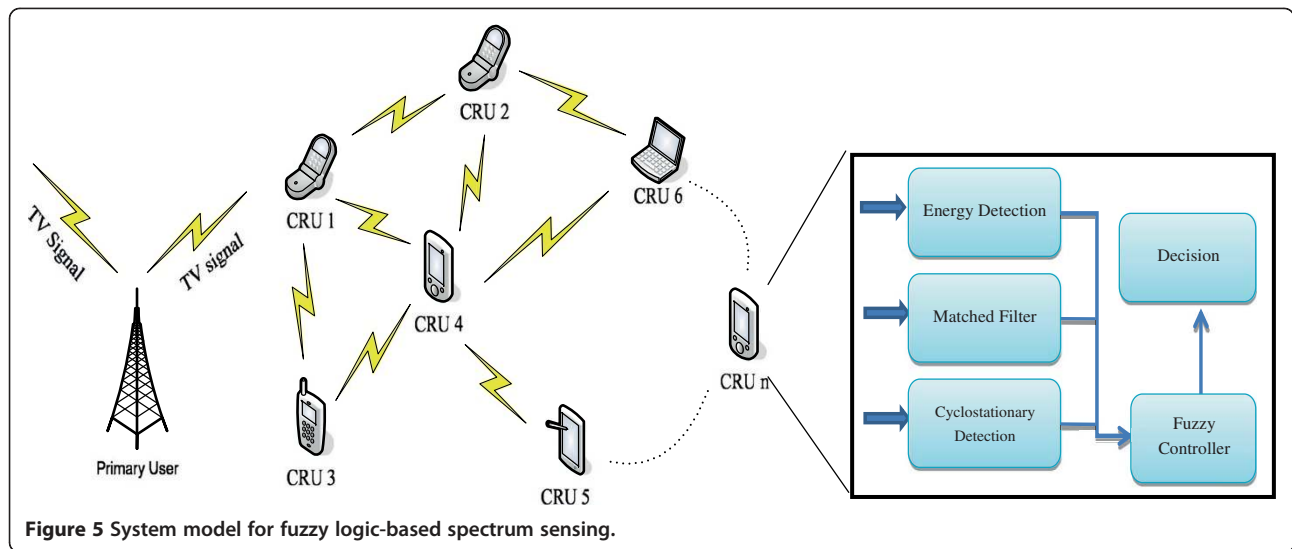 TV Signal
TV signal
Primary User
CRU 1
CRU 2
CRU 3
CRU 4
CRU 5
CRU 6
CRU n
Energy Detection
Matched Filter
Cyclostationary
Detection
Decision
Fuzzy
Controller
Figure 5 System model for fuzzy logic-based spectrum sensing.